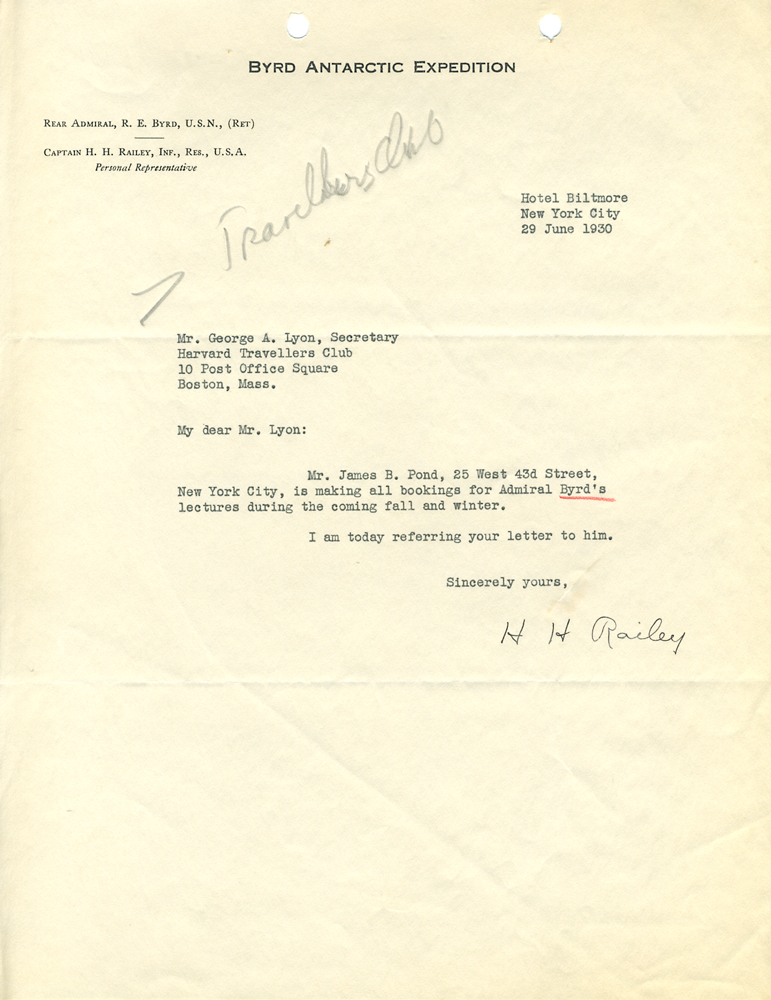 BYRD ANTARCTIC EXPEDITION
REAR ADMIRAL, R. E. BYRD, U.S.N., (RET)
CAPTAIN H. H. RAILEY, INF., RES., U.S.A.
Personal Representative
Travellers Club
Hotel Biltmore
New York City
29 June 1930
Mr. George A. Lyon, Secretary
Harvard Travellers Club
10 Post Office Square
Boston, Mass.
My dear Mr. Lyon:
Mr. James B. Pond, 25 West 43d Street,
New York City, is making all bookings for Admiral Byrd's
lectures during the coming fall and winter.
I am today referring your letter to him.
Sincerely yours,
H H Railey